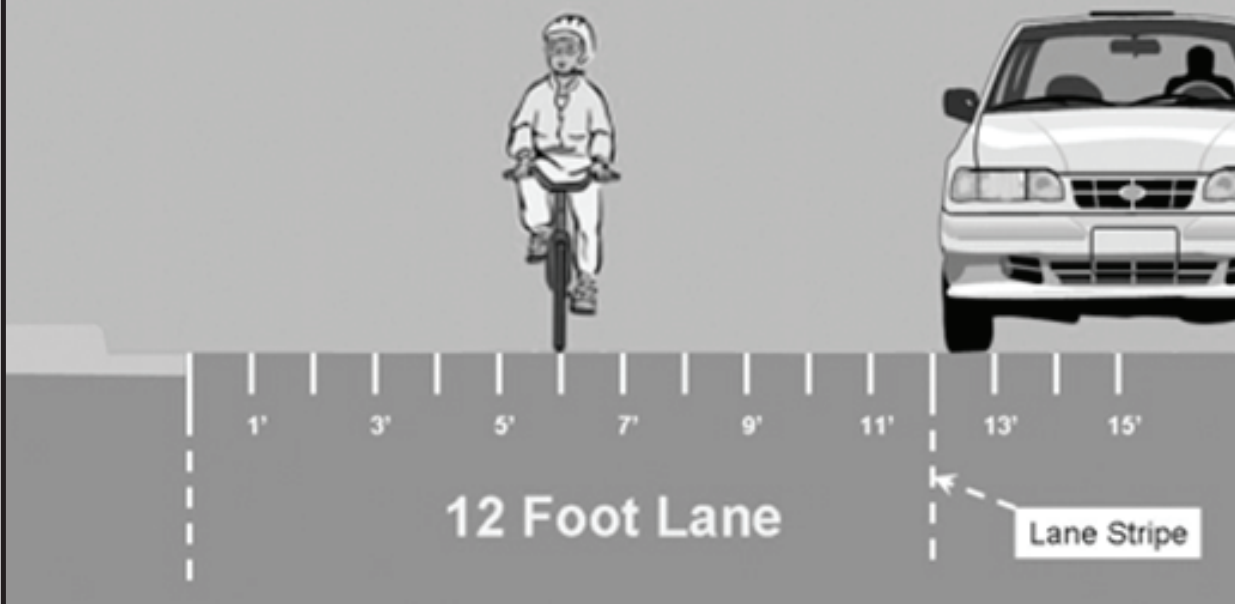 1’ 3’ 5’ 7’ 9’ 11’ 13’ 15’
12 Foot Lane
Lane Stripe